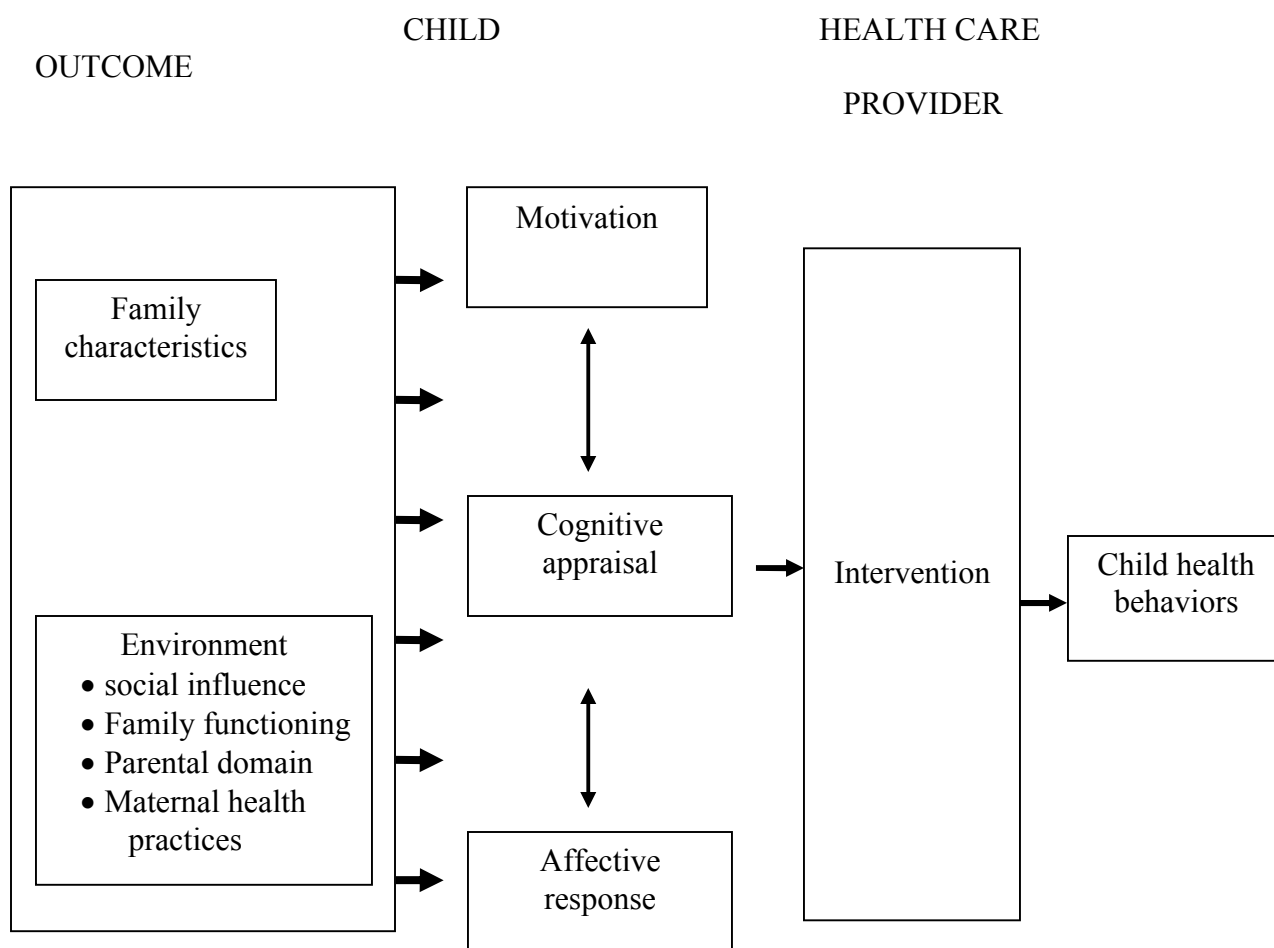 CHILD
HEALTH CARE
OUTCOME
PROVIDER
Motivation
Family
characteristics
Cognitive
appraisal
Intervention
Child health
behaviors
Environment
• social influence
• Family functioning
• Parental domain
• Maternal health
practices
Affective
response